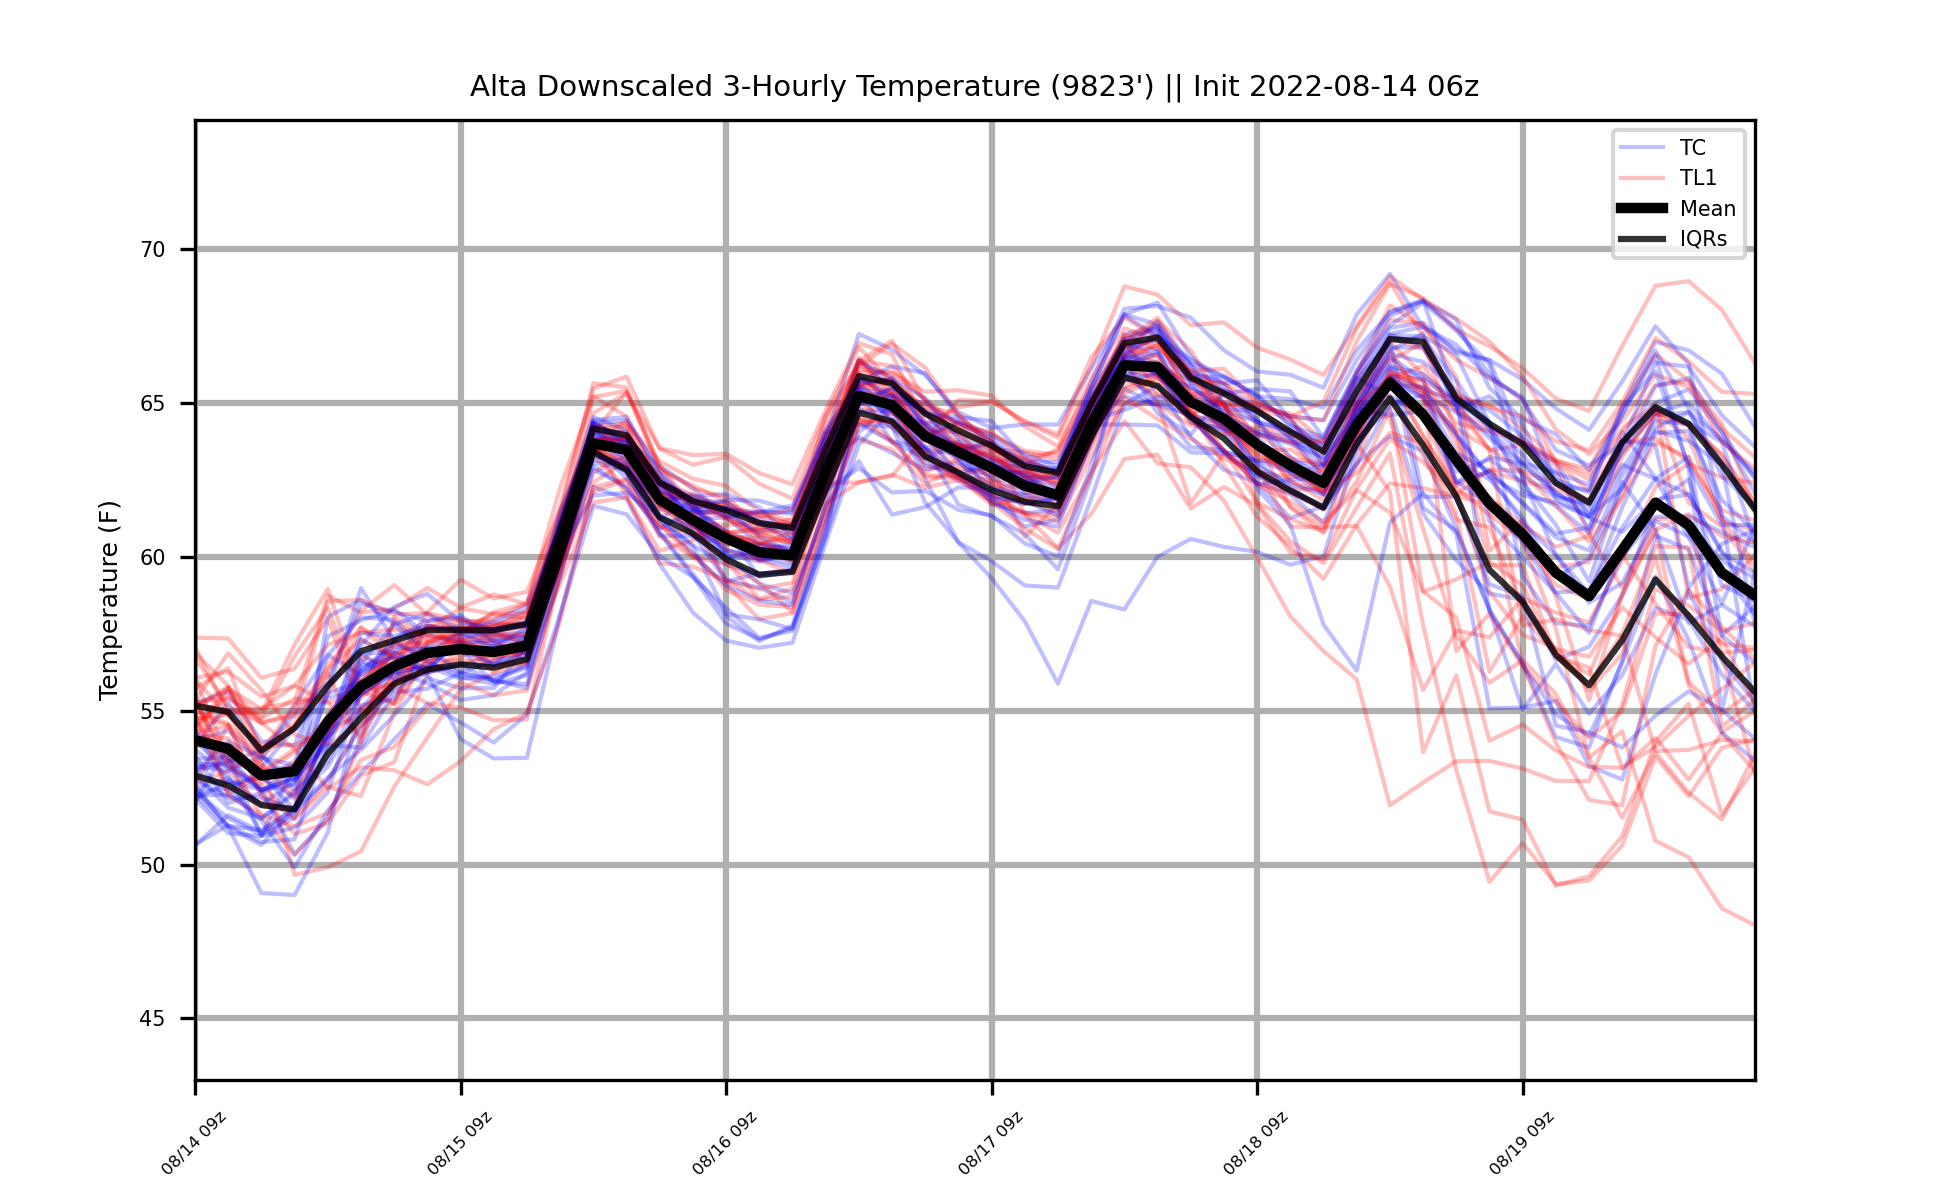 Alta Downscaled 3-Hourly Temperature (9823') || Init 2022-08-14 06z
TC
TL1
Mean
IQRs
Temperature (F)
70
65
60
55
50
45
08/14 09z
08/15 09z
08/16 09z
08/17 09z
08/18 09z
08/19 09z